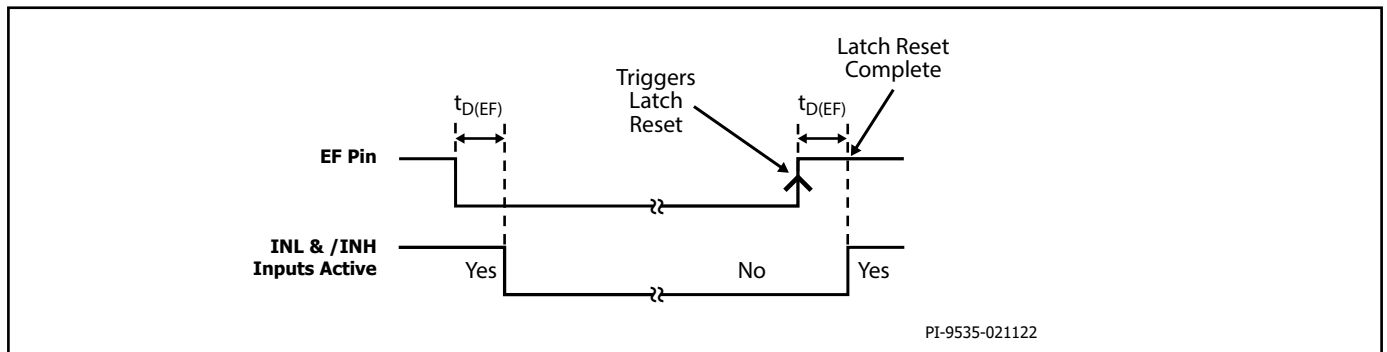 Latch Reset
Complete
Triggers
Latch
Reset
tD(EF)
tD(EF)
EF Pin
INL & /INH
Inputs Active
Yes
No
Yes
PI-9535-021122